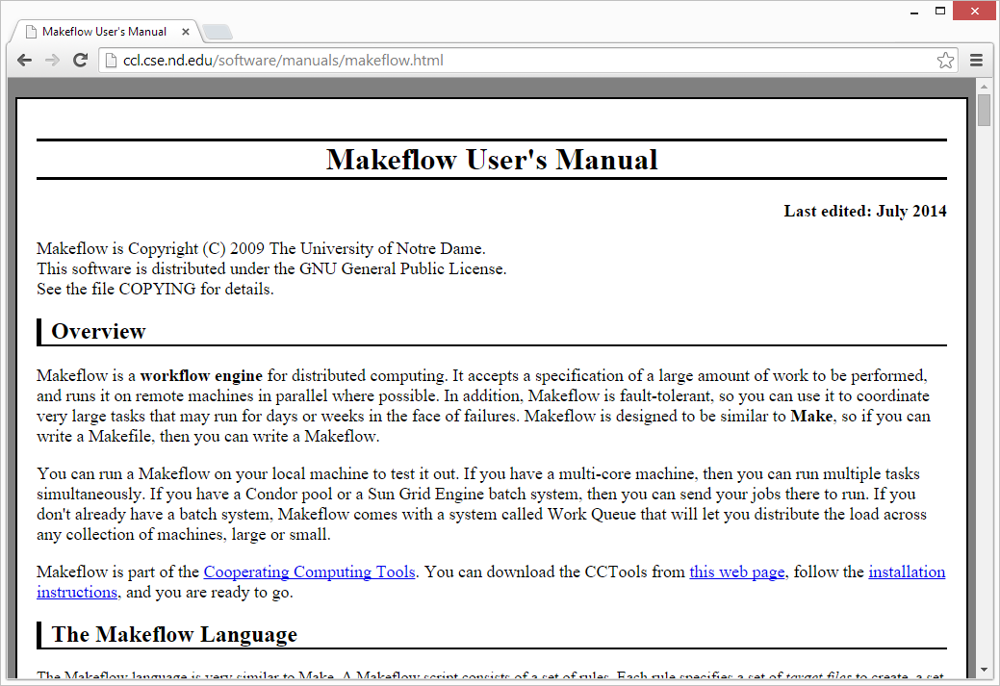 Makeflow User's Manual
ccl.cse.nd.edu/software/manuals/makeflow.html
Makeflow User's Manual
Last edited: July 2014
Makeflow is Copyright (C) 2009 The University of Notre Dame.
This software is distributed under the GNU General Public License.
See the file COPYING for details.
Overview
Makeflow is a workflow engine for distributed computing. It accepts a specification of a large amount of work to be performed,
and runs it on remote machines in parallel where possible. In addition, Makeflow is fault-tolerant, so you can use it to coordinate
very large tasks that may run for days or weeks in the face of failures. Makeflow is designed to be similar to Make, so if you can
write a Makefile, then you can write a Makeflow.
You can run a Makeflow on your local machine to test it out. If you have a multi-core machine, then you can run multiple tasks
simultaneously. If you have a Condor pool or a Sun Grid Engine batch system, then you can send your jobs there to run. If you
don't already have a batch system, Makeflow comes with a system called Work Queue that will let you distribute the load across
any collection of machines, large or small.
Makeflow is part of the Cooperating Computing Tools. You can download the CCTools from this web page, follow the installation
instructions, and you are ready to go.
The Makeflow Language
The Makeflow language is very similar to Make. A Makeflow script consists of a set of rules. Each rule specifies a set of target files to create, a set